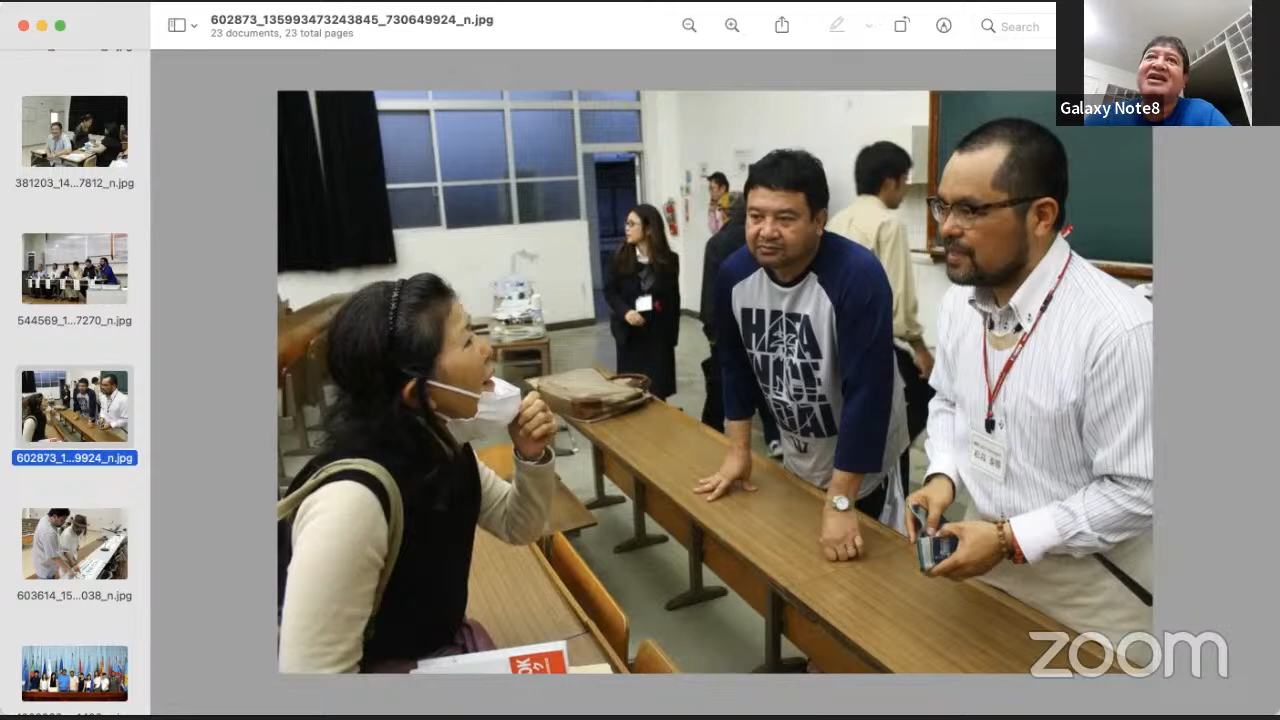 602873_135993473243845_730649924_n.jpg
23 documents, 23 total pages
Search
Galaxy Note8
381203_14...7812_n.jpg
544569_1...7270_n.jpg
602873_1...9924_n.jpg
603614_15...038_n.jpg
zoom